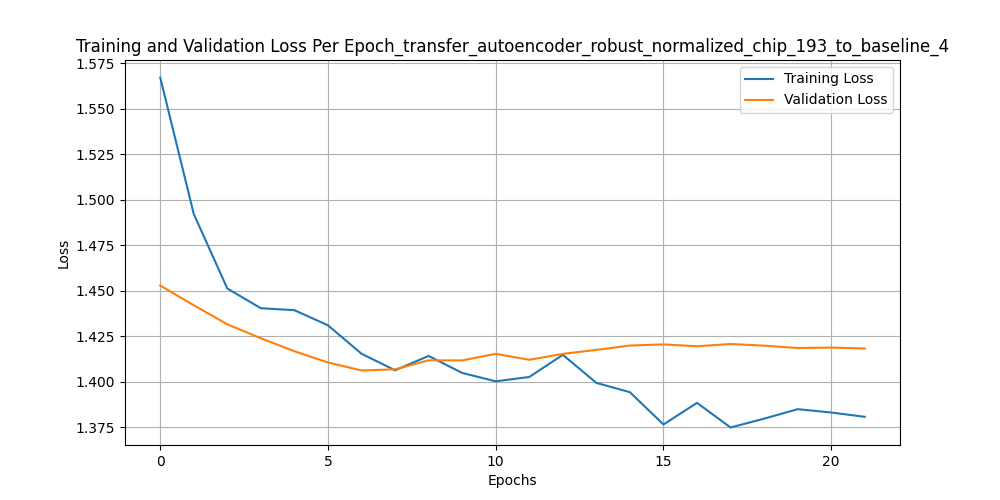 Training and Validation Loss Per Epoch_transfer_autoencoder_robust_normalized_chip_193_to_baseline_4
Training Loss
Validation Loss
Loss
1.575
1.550
1.525
1.500
1.475
1.450
1.425
1.400
1.375
0 5 10 15 20
Epochs